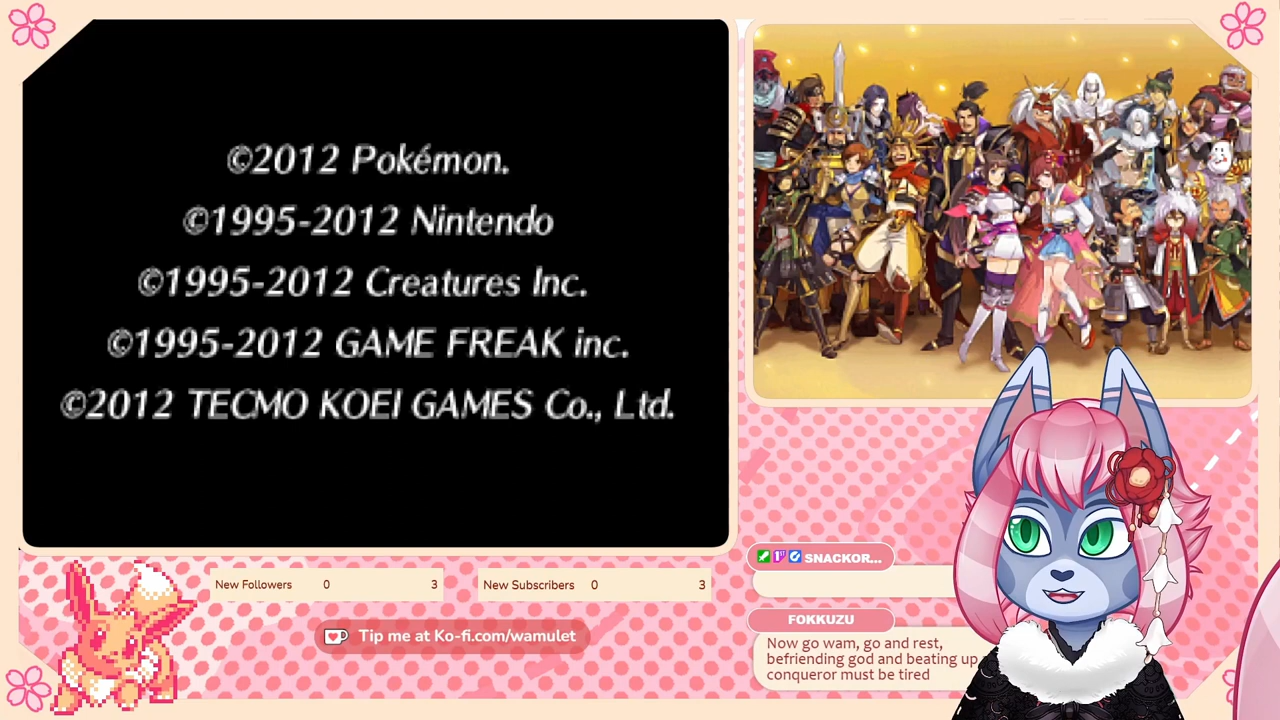 ©2012 Pokémon.
©1995-2012 Nintendo
©1995-2012 Creatures Inc.
©1995-2012 GAME FREAK inc.
©2012 TECMO KOEI GAMES Co., Ltd.
New Followers 0 3
New Subscribers 0 3
Tip me at Ko-fi.com/wamulet
SNACKOR...
FOKKUZU
Now go wam, go and rest,
befriending god and beating up
conqueror must be tired